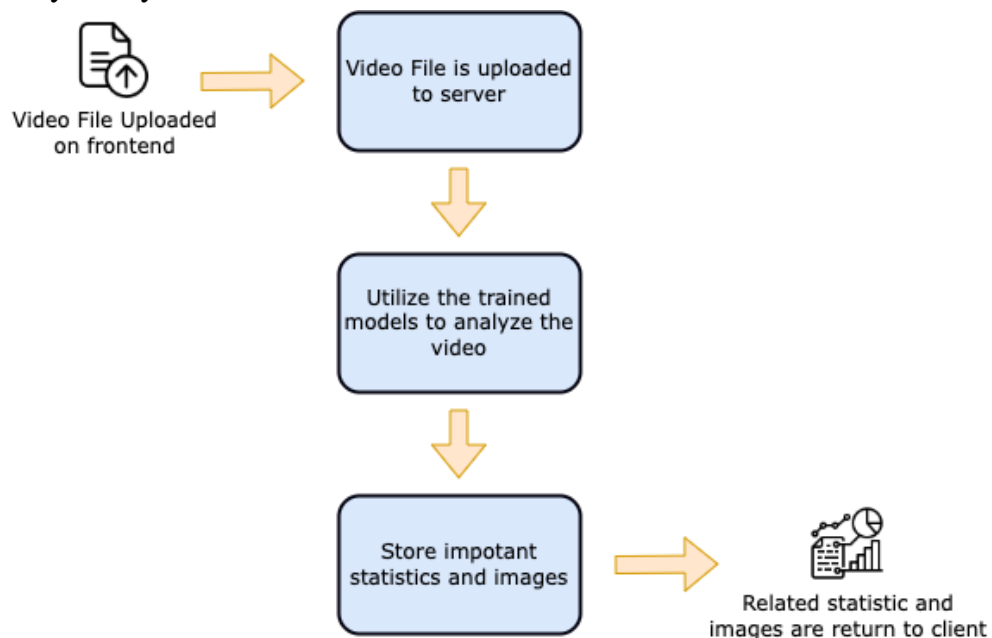 Video File Uploaded
on frontend
Video File is uploaded
to server
Utilize the trained
models to analyze the
video
Store impotant
statistics and images
Related statistic and
images are return to client